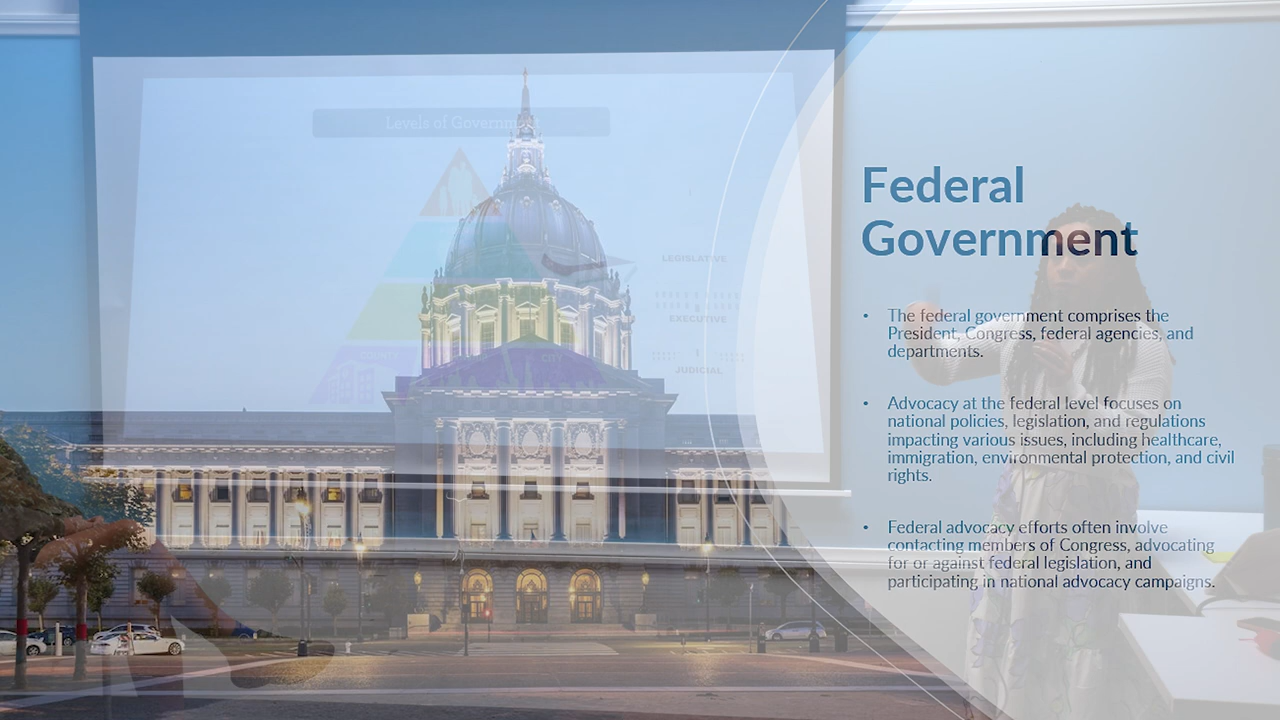 Levels of Government
LEGISLATIVE
EXECUTIVE
COUNTY
CITY
JUDICIAL
Federal
Government
• The federal government comprises the
President, Congress, federal agencies, and
departments.
• Advocacy at the federal level focuses on
national policies, legislation, and regulations
impacting various issues, including healthcare,
immigration, environmental protection, and civil
rights.
• Federal advocacy efforts often involve
contacting members of Congress, advocating
for or against federal legislation, and
participating in national advocacy campaigns.